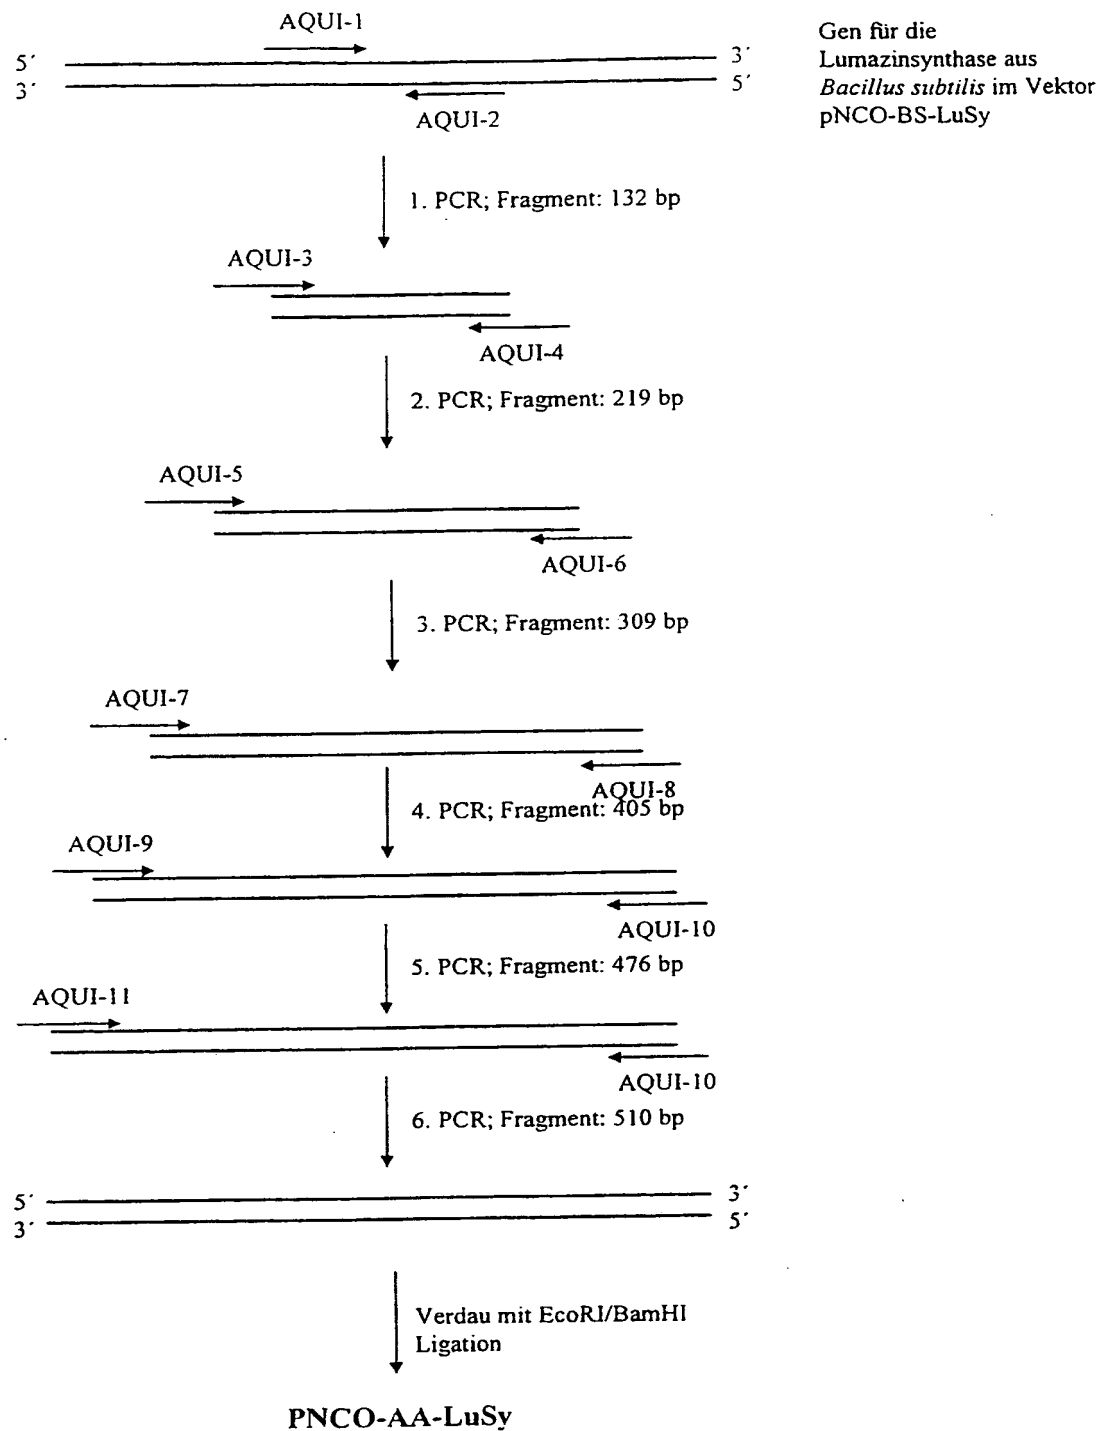 AQUI-1
5´
3´
3´
5´
AQUI-2
Gen für die
Lumazinsynthase aus
Bacillus subtilis im Vektor
pNCO-BS-LuSy
1. PCR; Fragment: 132 bp
AQUI-3
AQUI-4
2. PCR; Fragment: 219 bp
AQUI-5
AQUI-6
3. PCR; Fragment: 309 bp
AQUI-7
AQUI-8
4. PCR; Fragment: 405 bp
AQUI-9
AQUI-10
5. PCR; Fragment: 476 bp
AQUI-11
AQUI-10
6. PCR; Fragment: 510 bp
5´
3´
3´
5´
Verdau mit EcoRI/BamHI
Ligation
PNCO-AA-LuSy